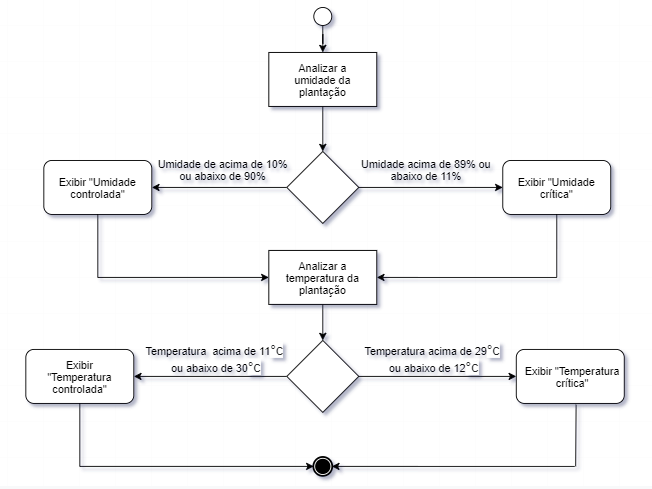 Analizar a
umidade da
plantação
Umidade de acima de 10%
ou abaixo de 90%
Umidade acima de 89% ou
abaixo de 11%
Exibir "Umidade
controlada"
Exibir "Umidade
crítica"
Analizar a
temperatura da
plantação
Temperatura acima de 11°C
ou abaixo de 30°C
Temperatura acima de 29°C
ou abaixo de 12°C
Exibir
"Temperatura
controlada"
Exibir "Temperatura
crítica"